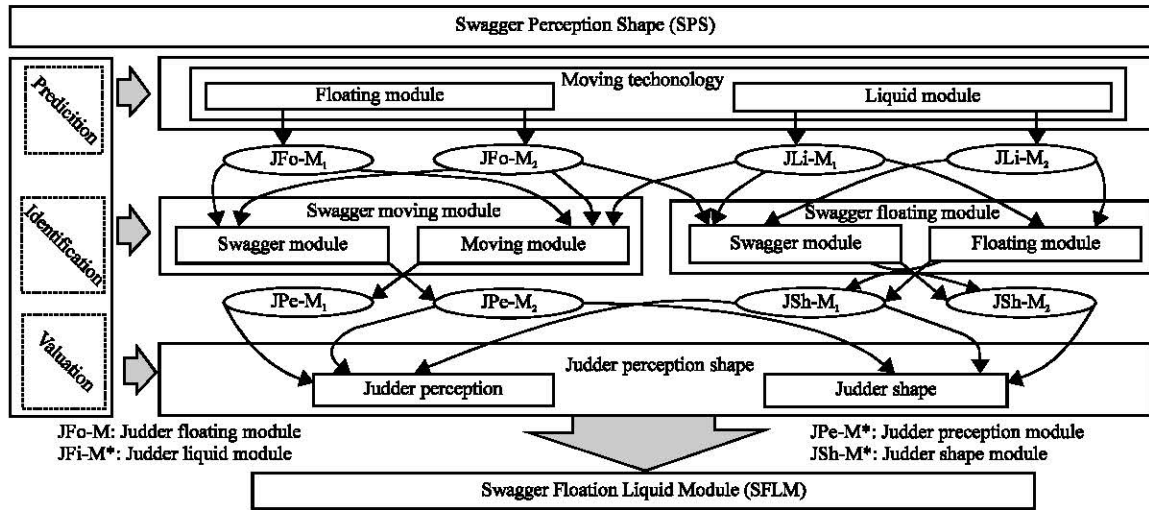 Swagger Perception Shape (SPS)
Predicition
Moving techonology
Floating module
Liquid module
JFo-M₁
JFo-M₂
JLi-M₁
JLi-M₂
Identification
Swagger moving module
Swagger floating module
Swagger module
Moving module
Swagger module
Floating module
JPe-M₁
JPe-M₂
JSh-M₁
JSh-M₂
Valuation
Judder perception shape
Judder perception
Judder shape
JFo-M: Judder floating module
JFi-M*: Judder liquid module
JPe-M*: Judder preception module
JSh-M*: Judder shape module
Swagger Floation Liquid Module (SFLM)